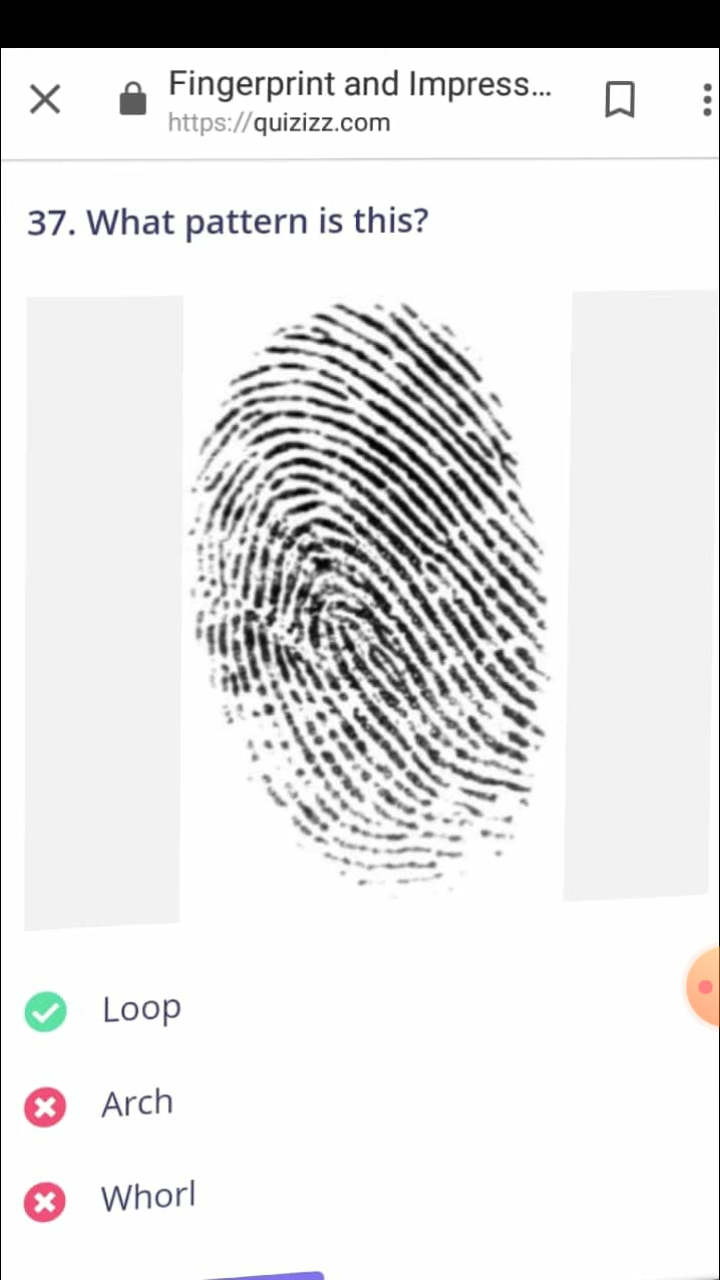 Fingerprint and Impress...
https://quizizz.com
37. What pattern is this?
Loop
Arch
Whorl